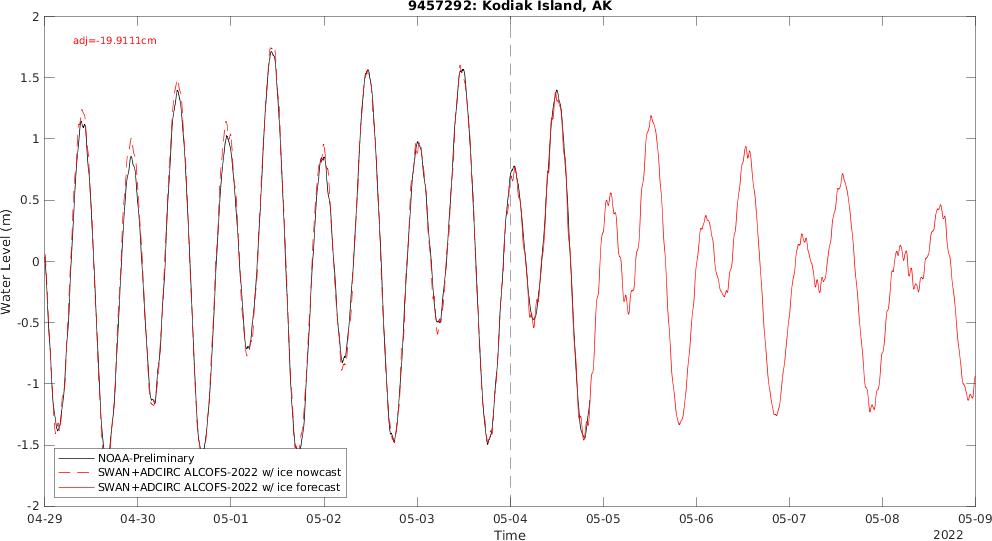 9457292: Kodiak Island, AK
adj=-19.9111cm
Water Level (m)
2
1.5
1
0.5
0
-0.5
-1
-1.5
-2
NOAA-Preliminary
SWAN+ADCIRC ALCOFS-2022 w/ ice nowcast
SWAN+ADCIRC ALCOFS-2022 w/ ice forecast
04-29 04-30 05-01 05-02 05-03 05-04 05-05 05-06 05-07 05-08 05-09
Time
2022